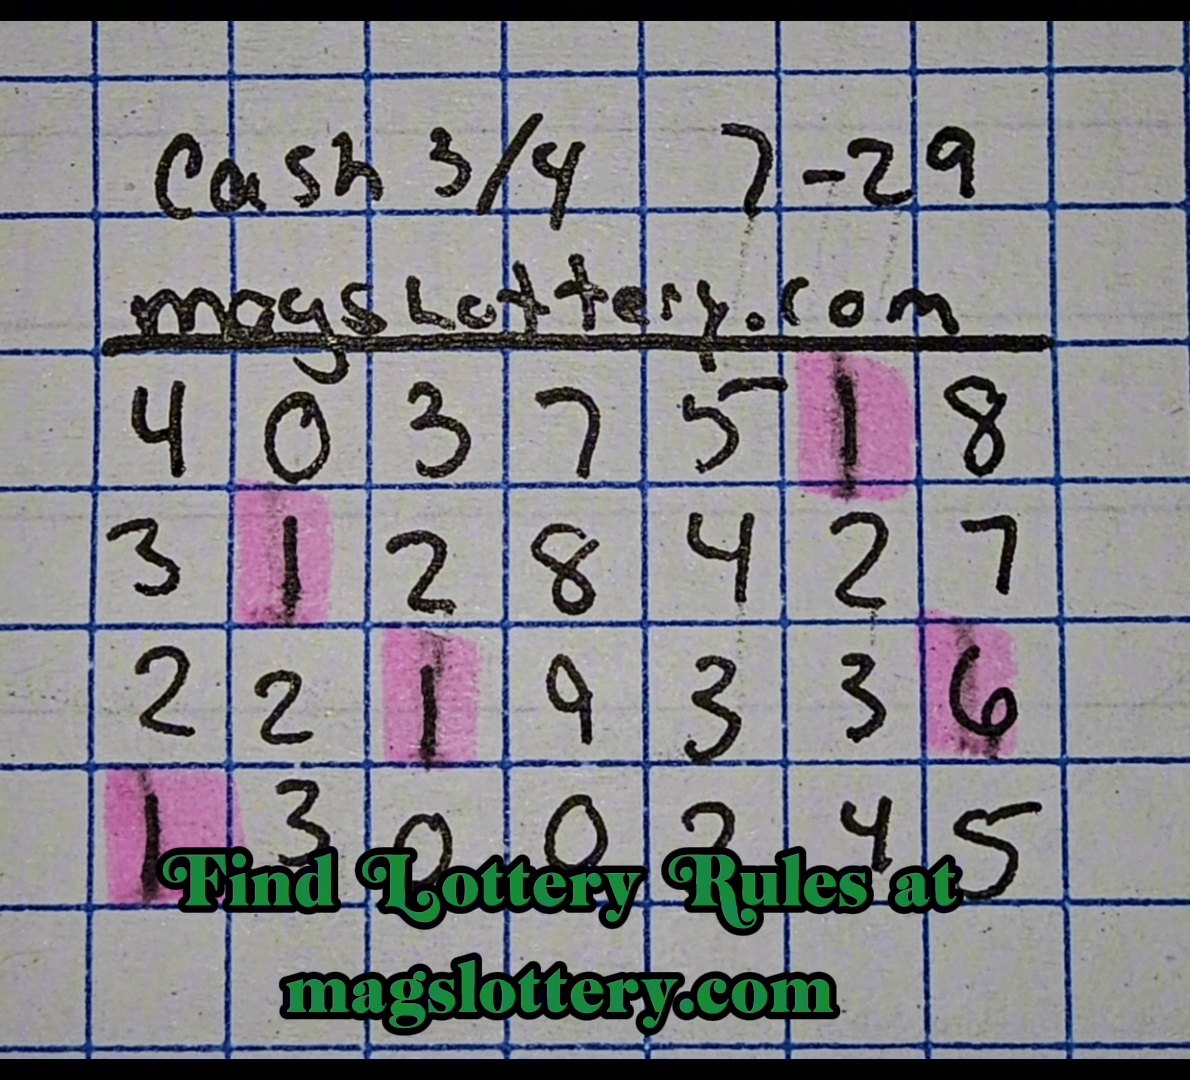 Cash 3/4 7-29
magslottery.com
4 0 3 7 5 1 8
3 1 2 8 4 2 7
2 2 1 9 3 3 6
1 3 0 0 2 4 5
Find Lottery Rules at
magslottery.com